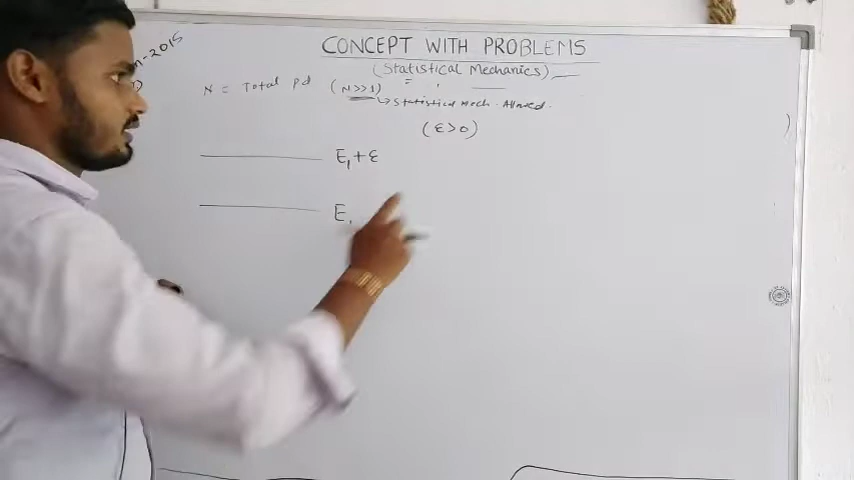 CONCEPT WITH PROBLEMS
n-2015
(Statistical Mechanics)
N = Total Pd (N>>1)
Statistical Mech. Allowed.
(ε>0)
E₁+ε
E₁